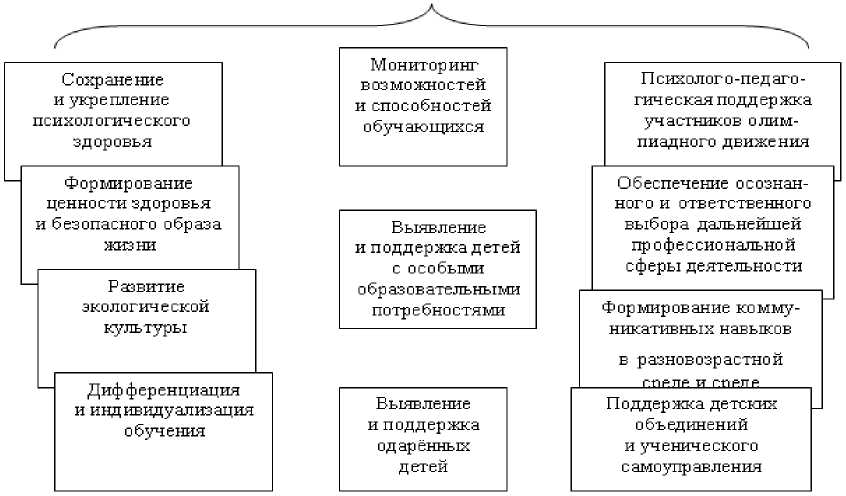 Сохранение
и укрепление
психологического
здоровья
Формирование
ценности здоровья
и безопасного образа
жизни
Развитие
экологической
культуры
Дифференциация
и индивидуализация
обучения
Мониторинг
возможностей
и способностей
обучающихся
Выявление
и поддержка детей
с особыми
образовательными
потребностями
Выявление
и поддержка
одарённых
детей
Психолого-педаго-
гическая поддержка
участников олим-
пиадного движения
Обеспечение осознан-
ного и ответственного
выбора дальнейшей
профессиональной
сферы деятельности
Формирование комму-
никативных навыков
в разновозрастной
среде и среде
Поддержка детских
объединений
и ученического
самоуправления